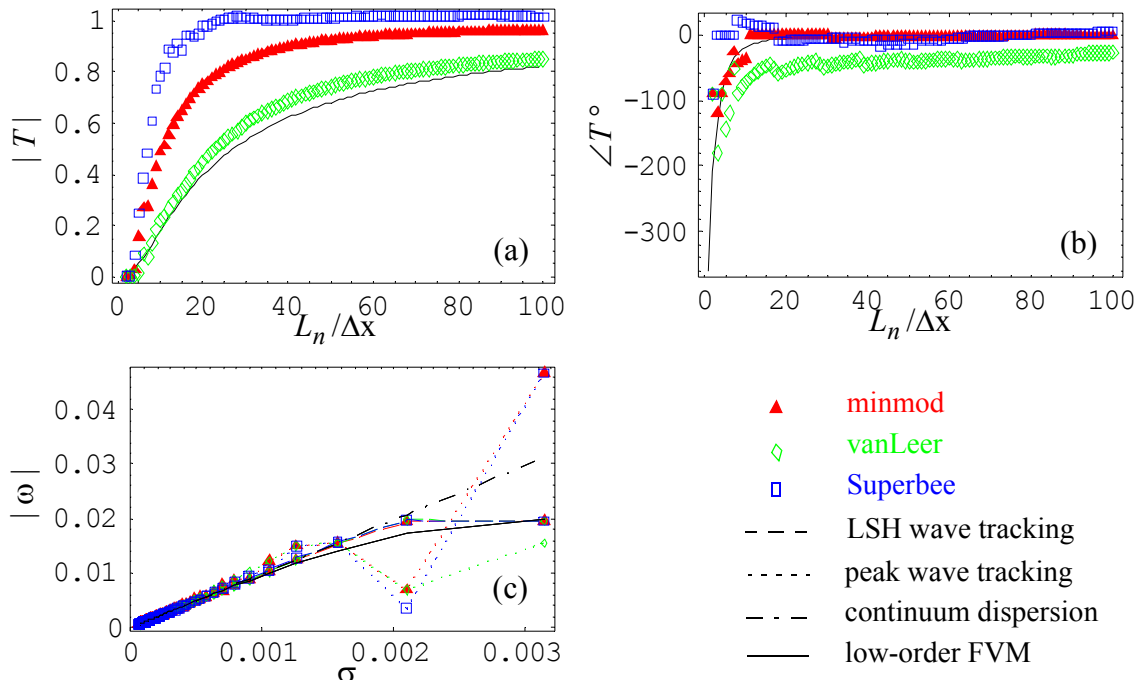 1
0.8
0.6
0.4
0.2
0
| T |
(a)
0 20 40 60 80 100
L_n /Δx
0
-100
-200
-300
∠T°
(b)
0 20 40 60 80 100
L_n /Δx
0.04
0.03
0.02
0.01
0
| ω |
(c)
0.001 0.002 0.003
σ
minmod
vanLeer
Superbee
LSH wave tracking
peak wave tracking
continuum dispersion
low-order FVM